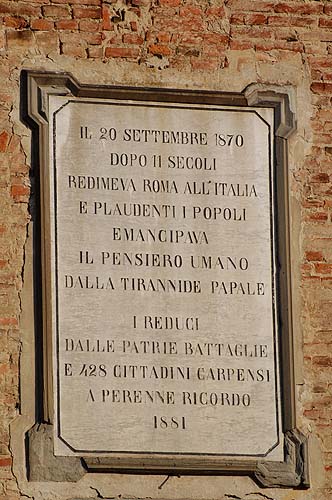 IL 20 SETTEMBRE 1870
DOPO 11 SECOLI
REDIMEVA ROMA ALL'ITALIA
E PLAUDENTI I POPOLI
EMANCIPAVA
IL PENSIERO UMANO
DALLA TIRANNIDE PAPALE
I REDUCI
DALLE PATRIE BATTAGLIE
E 428 CITTADINI CARPENSI
A PERENNE RICORDO
1881